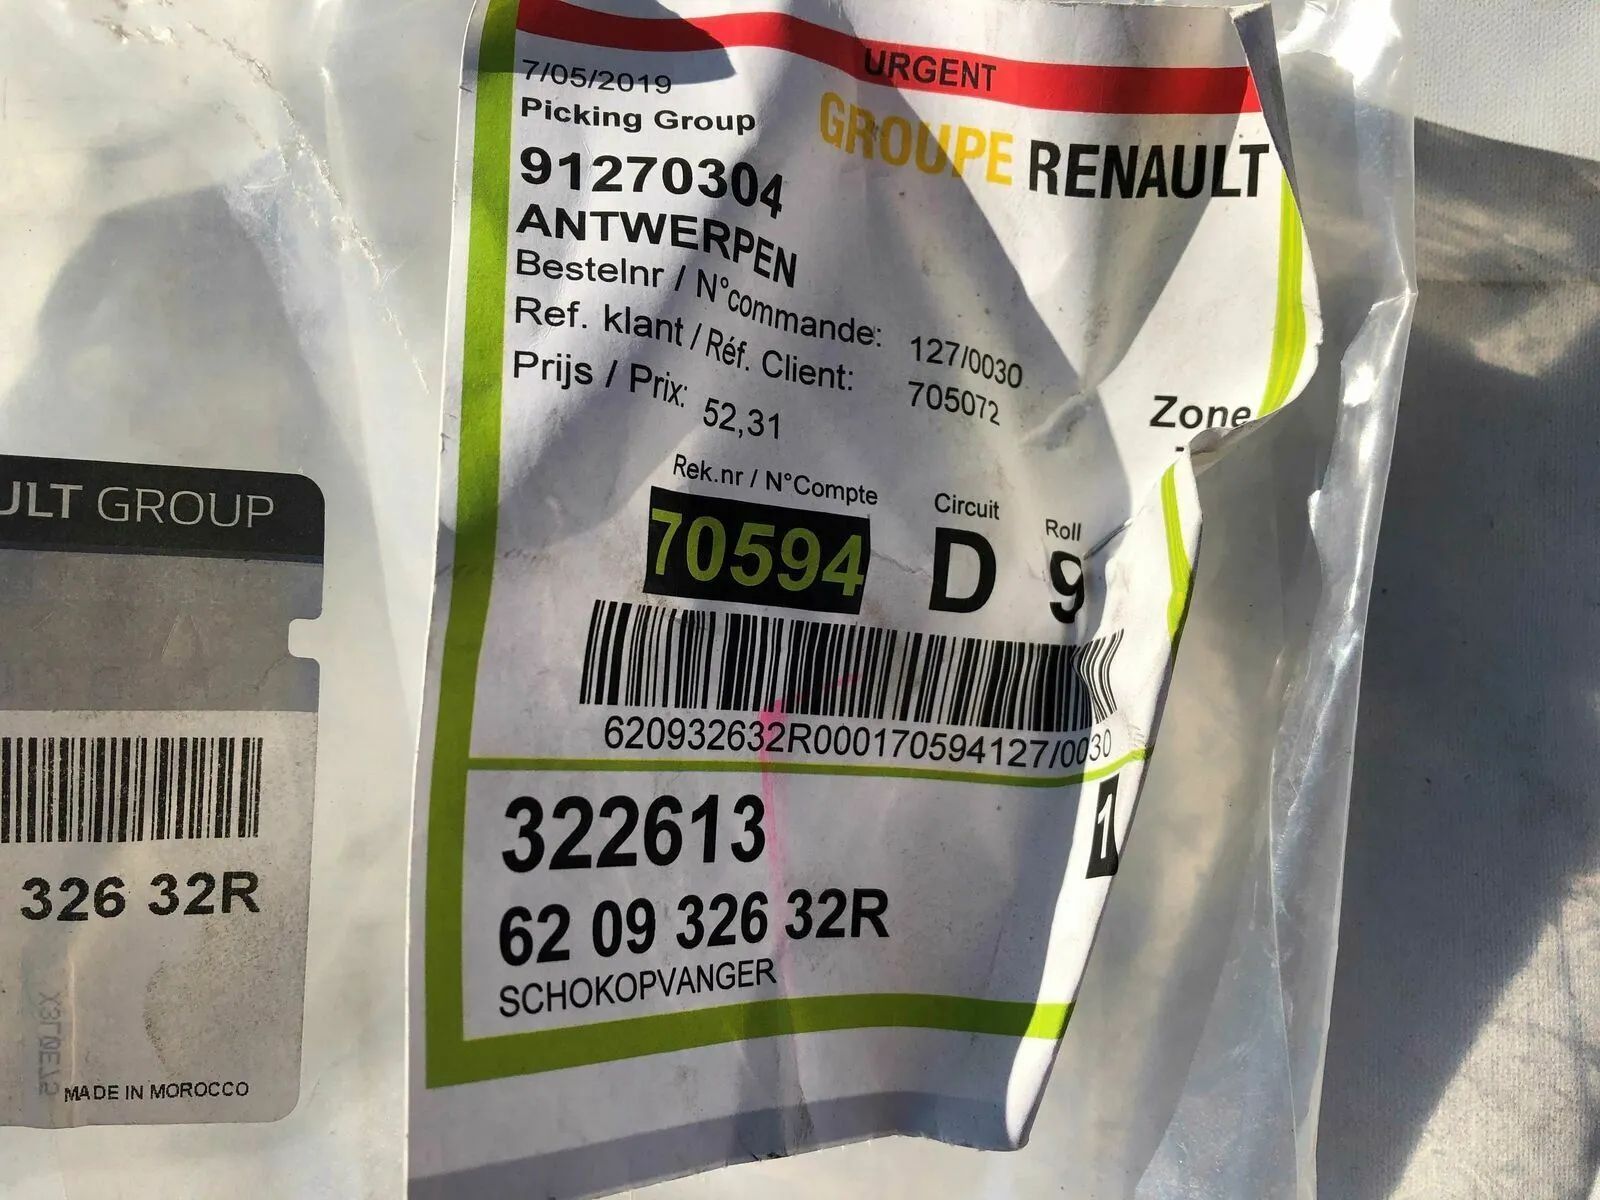 URGENT
7/05/2019
Picking Group
GROUPE RENAULT
91270304
ANTWERPEN
Bestelnr / N°commande: 127/0030
Ref. klant / Réf. Client: 705072
Prijs / Prix: 52,31
Zone
Rek.nr / N°Compte
Circuit
Roll
70594
D
9
620932632R000170594127/0030
322613
1
62 09 326 32R
SCHOKOPVANGER
ULT GROUP
326 32R
MADE IN MOROCCO